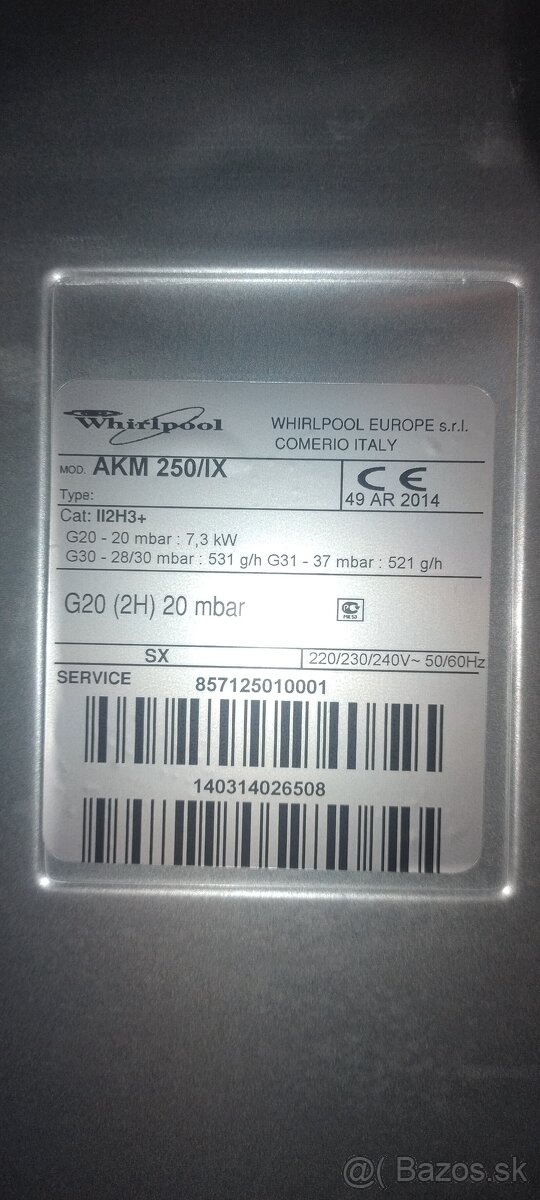 Whirlpool
WHIRLPOOL EUROPE s.r.l.
COMERIO ITALY
MOD. AKM 250/IX
Type:
CE
49 AR 2014
Cat: II2H3+
G20 - 20 mbar : 7,3 kW
G30 - 28/30 mbar : 531 g/h G31 - 37 mbar : 521 g/h
G20 (2H) 20 mbar
SX
220/230/240V~ 50/60Hz
SERVICE
857125010001
140314026508
@( Bazos.sk